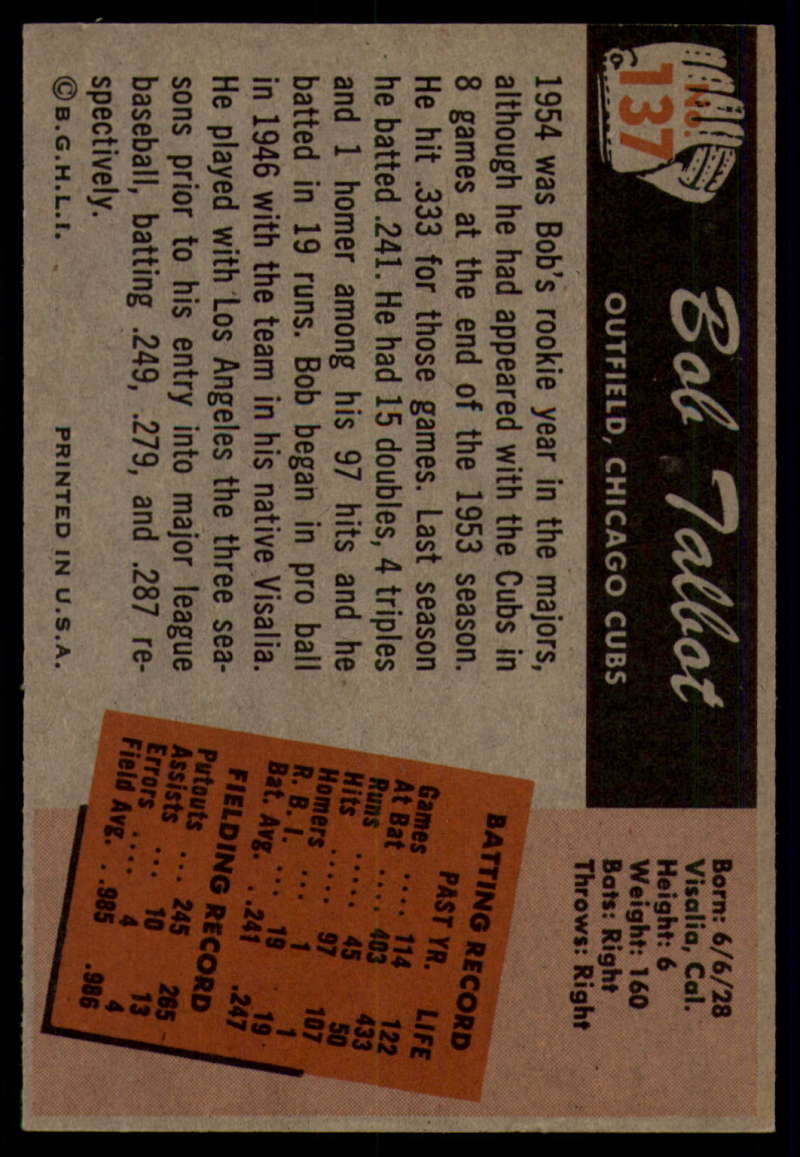 No.
137
Bob Talbot
OUTFIELD, CHICAGO CUBS
Born: 6/6/28
Visalia, Cal.
Height: 6
Weight: 160
Bats: Right
Throws: Right
1954 was Bob's rookie year in the majors,
although he had appeared with the Cubs in
8 games at the end of the 1953 season.
He hit .333 for those games. Last season
he batted .241. He had 15 doubles, 4 triples
and 1 homer among his 97 hits and he
batted in 19 runs. Bob began in pro ball
in 1946 with the team in his native Visalia.
He played with Los Angeles the three sea-
sons prior to his entry into major league
baseball, batting .249, .279, and .287 re-
spectively.
© B.G.H.L.I. PRINTED IN U.S.A.
BATTING RECORD
PAST YR. LIFE
Games .... 114 122
At Bat .... 403 433
Runs ..... 45 50
Hits ..... 97 107
Homers ... 1 1
R. B. I. ... 19 19
Bat. Avg. . .241 .247
FIELDING RECORD
Putouts ... 245 265
Assists ... 10 13
Errors .... 4 4
Field Avg. . .985 .986